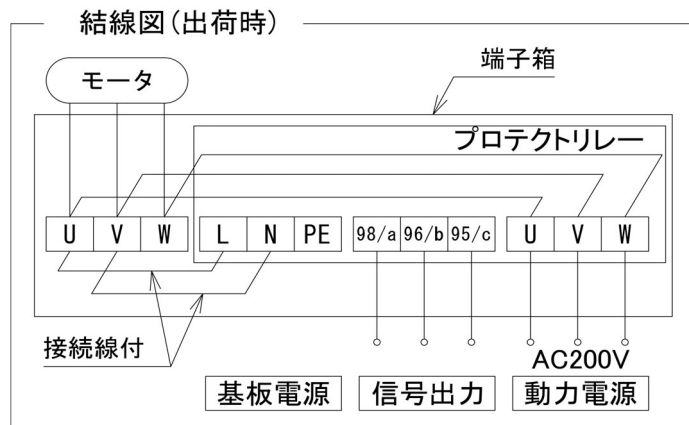 結線図(出荷時)
端子箱
モータ
プロテクトリレー
U V W L N PE 98/a 96/b 95/c U V W
接続線付
AC200V
基板電源 信号出力 動力電源